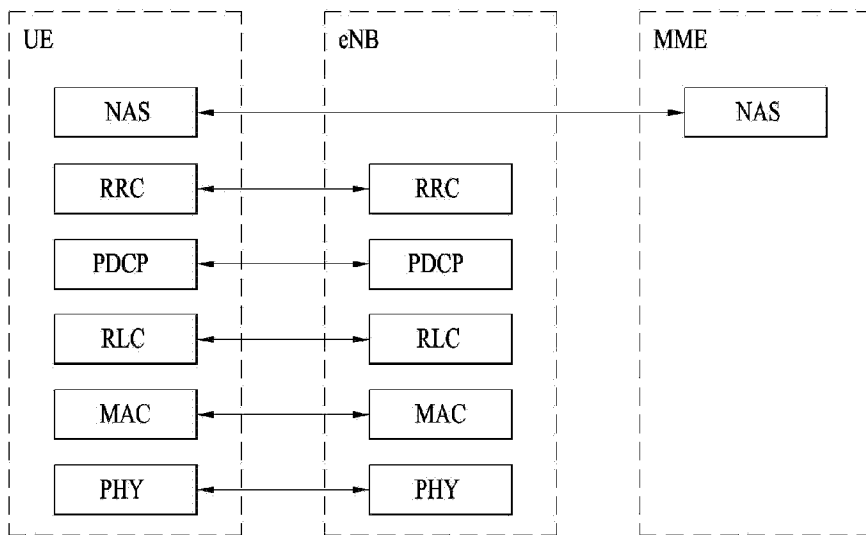 UE eNB MME
NAS NAS
RRC RRC
PDCP PDCP
RLC RLC
MAC MAC
PHY PHY